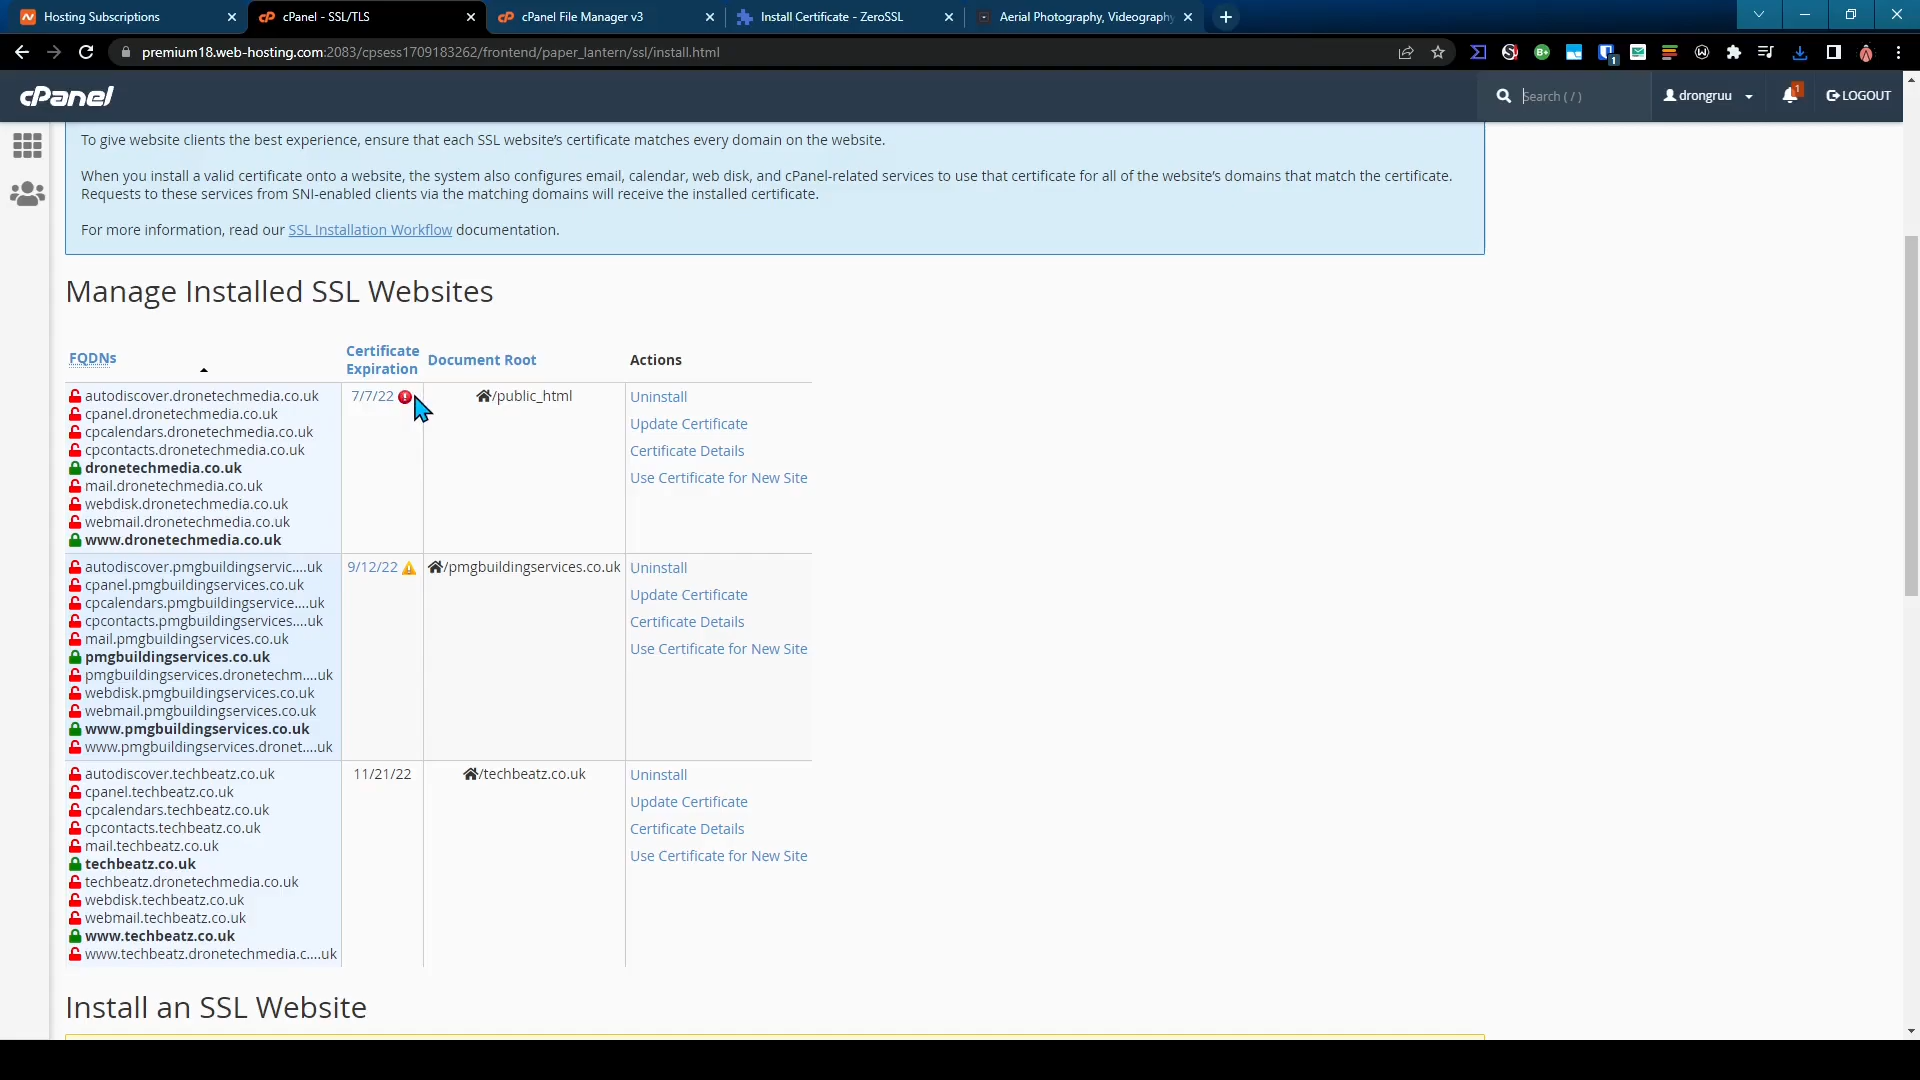 Hosting Subscriptions
cPanel - SSL/TLS
cPanel File Manager v3
Install Certificate - ZeroSSL
Aerial Photography, Videography
premium18.web-hosting.com:2083/cpsess1709183262/frontend/paper_lantern/ssl/install.html
cPanel
Search ( / )
drongruu
1
LOGOUT
To give website clients the best experience, ensure that each SSL website’s certificate matches every domain on the website.
When you install a valid certificate onto a website, the system also configures email, calendar, web disk, and cPanel-related services to use that certificate for all of the website’s domains that match the certificate.
Requests to these services from SNI-enabled clients via the matching domains will receive the installed certificate.
For more information, read our SSL Installation Workflow documentation.
Manage Installed SSL Websites
FQDNs
Certificate
Expiration
Document Root
Actions
autodiscover.dronetechmedia.co.uk
cpanel.dronetechmedia.co.uk
cpcalendars.dronetechmedia.co.uk
cpcontacts.dronetechmedia.co.uk
dronetechmedia.co.uk
mail.dronetechmedia.co.uk
webdisk.dronetechmedia.co.uk
webmail.dronetechmedia.co.uk
www.dronetechmedia.co.uk
7/7/22
/public_html
Uninstall
Update Certificate
Certificate Details
Use Certificate for New Site
autodiscover.pmgbuildingservic....uk
cpanel.pmgbuildingservices.co.uk
cpcalendars.pmgbuildingservice....uk
cpcontacts.pmgbuildingservices....uk
mail.pmgbuildingservices.co.uk
pmgbuildingservices.co.uk
pmgbuildingservices.dronetechm....uk
webdisk.pmgbuildingservices.co.uk
webmail.pmgbuildingservices.co.uk
www.pmgbuildingservices.co.uk
www.pmgbuildingservices.dronet....uk
9/12/22
/pmgbuildingservices.co.uk
Uninstall
Update Certificate
Certificate Details
Use Certificate for New Site
autodiscover.techbeatz.co.uk
cpanel.techbeatz.co.uk
cpcalendars.techbeatz.co.uk
cpcontacts.techbeatz.co.uk
mail.techbeatz.co.uk
techbeatz.co.uk
techbeatz.dronetechmedia.co.uk
webdisk.techbeatz.co.uk
webmail.techbeatz.co.uk
www.techbeatz.co.uk
www.techbeatz.dronetechmedia.c....uk
11/21/22
/techbeatz.co.uk
Uninstall
Update Certificate
Certificate Details
Use Certificate for New Site
Install an SSL Website